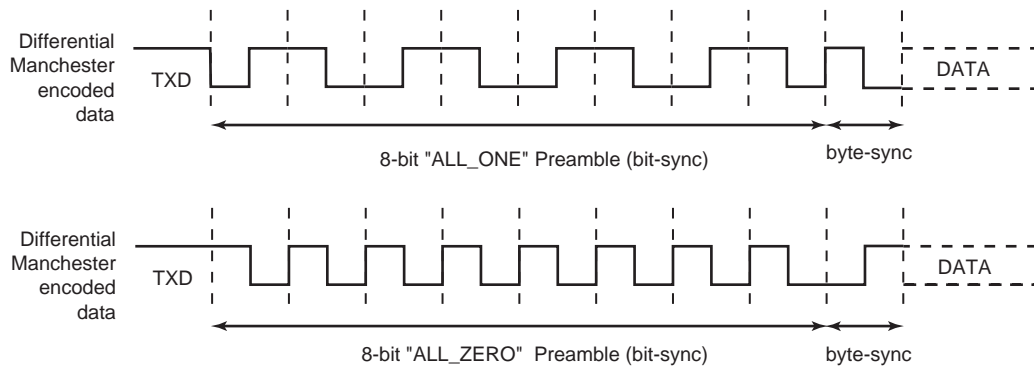 Differential
Manchester
encoded
data
TXD
DATA
8-bit "ALL_ONE" Preamble (bit-sync)
byte-sync
Differential
Manchester
encoded
data
TXD
DATA
8-bit "ALL_ZERO" Preamble (bit-sync)
byte-sync